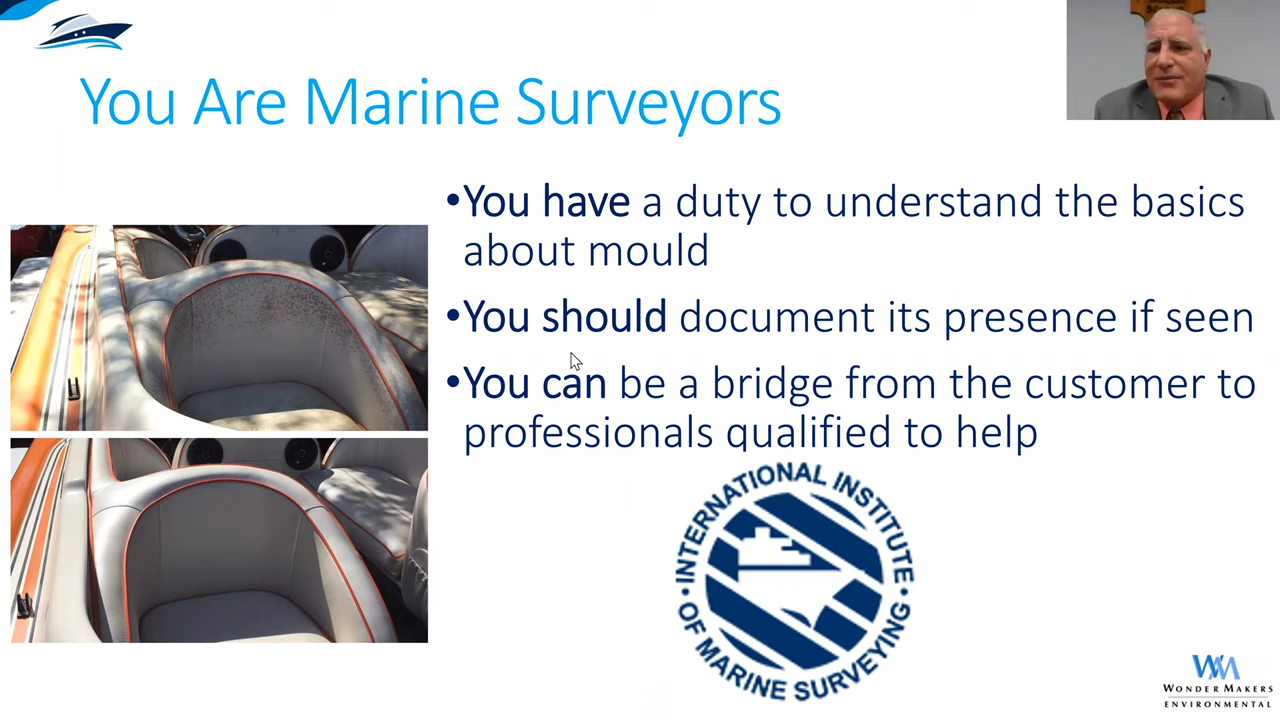 You Are Marine Surveyors
•You have a duty to understand the basics
about mould
•You should document its presence if seen
•You can be a bridge from the customer to
professionals qualified to help
INTERNATIONAL INSTITUTE
• OF MARINE SURVEYING •
WM
WONDER MAKERS
ENVIRONMENTAL